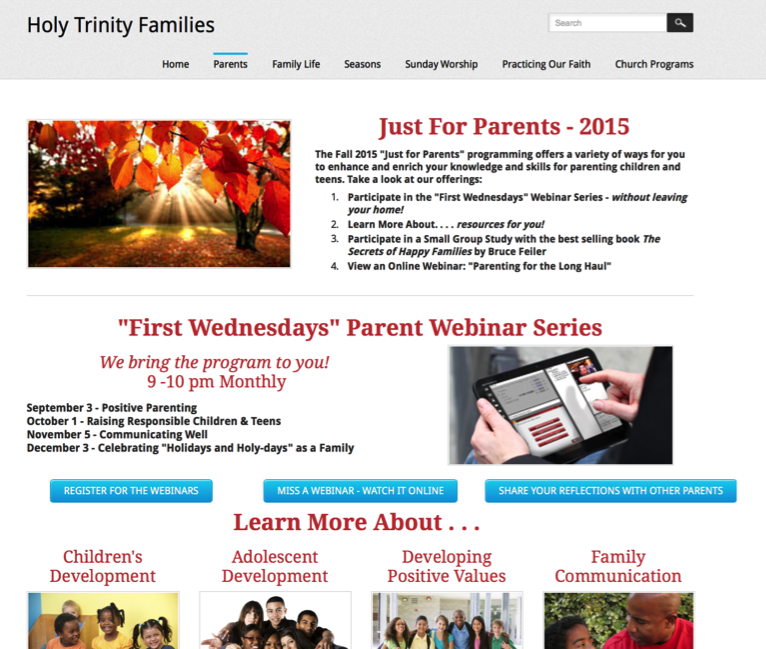 Holy Trinity Families
Search
Home Parents Family Life Seasons Sunday Worship Practicing Our Faith Church Programs
Just For Parents - 2015
The Fall 2015 "Just for Parents" programming offers a variety of ways for you
to enhance and enrich your knowledge and skills for parenting children and
teens. Take a look at our offerings:
1. Participate in the "First Wednesdays" Webinar Series - without leaving
your home!
2. Learn More About. . . . resources for you!
3. Participate in a Small Group Study with the best selling book The
Secrets of Happy Families by Bruce Feiler
4. View an Online Webinar: "Parenting for the Long Haul"
"First Wednesdays" Parent Webinar Series
We bring the program to you!
9 -10 pm Monthly
September 3 - Positive Parenting
October 1 - Raising Responsible Children & Teens
November 5 - Communicating Well
December 3 - Celebrating "Holidays and Holy-days" as a Family
REGISTER FOR THE WEBINARS
MISS A WEBINAR - WATCH IT ONLINE
SHARE YOUR REFLECTIONS WITH OTHER PARENTS
Learn More About . . .
Children's
Development
Adolescent
Development
Developing
Positive Values
Family
Communication